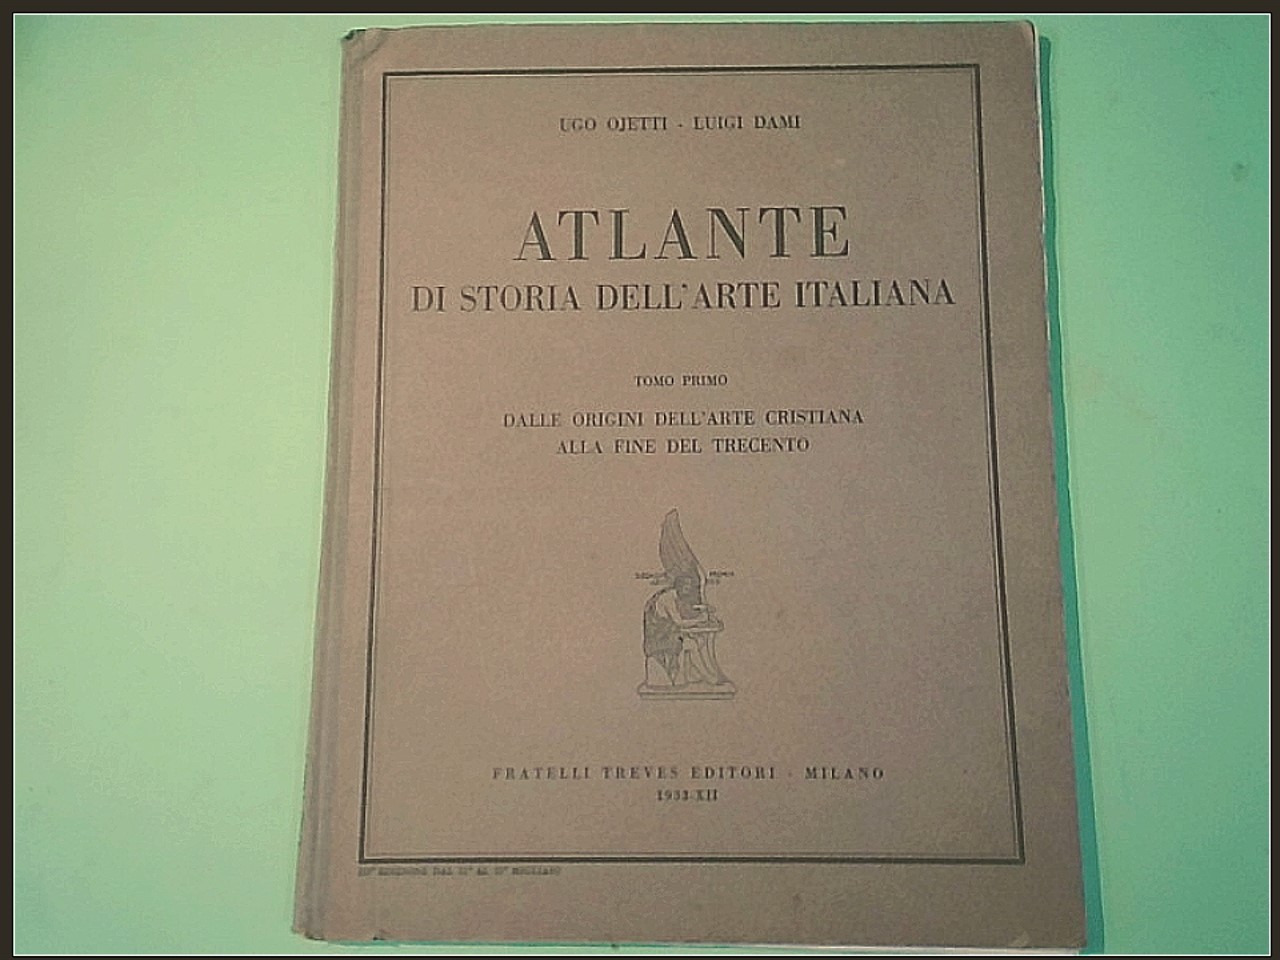 UGO OJETTI - LUIGI DAMI
ATLANTE
DI STORIA DELL'ARTE ITALIANA
TOMO PRIMO
DALLE ORIGINI DELL'ARTE CRISTIANA
ALLA FINE DEL TRECENTO
FRATELLI TREVES EDITORI - MILANO
1933-XII